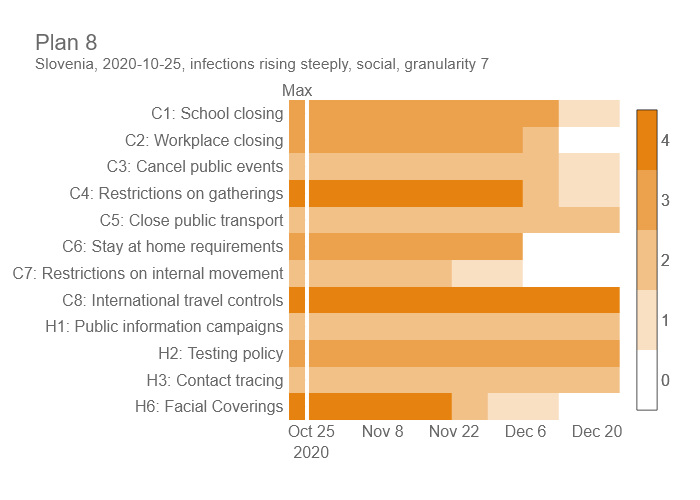 Plan 8
Slovenia, 2020-10-25, infections rising steeply, social, granularity 7
Max
C1: School closing
C2: Workplace closing
C3: Cancel public events
C4: Restrictions on gatherings
C5: Close public transport
C6: Stay at home requirements
C7: Restrictions on internal movement
C8: International travel controls
H1: Public information campaigns
H2: Testing policy
H3: Contact tracing
H6: Facial Coverings
Oct 25 Nov 8 Nov 22 Dec 6 Dec 20
2020
4
3
2
1
0